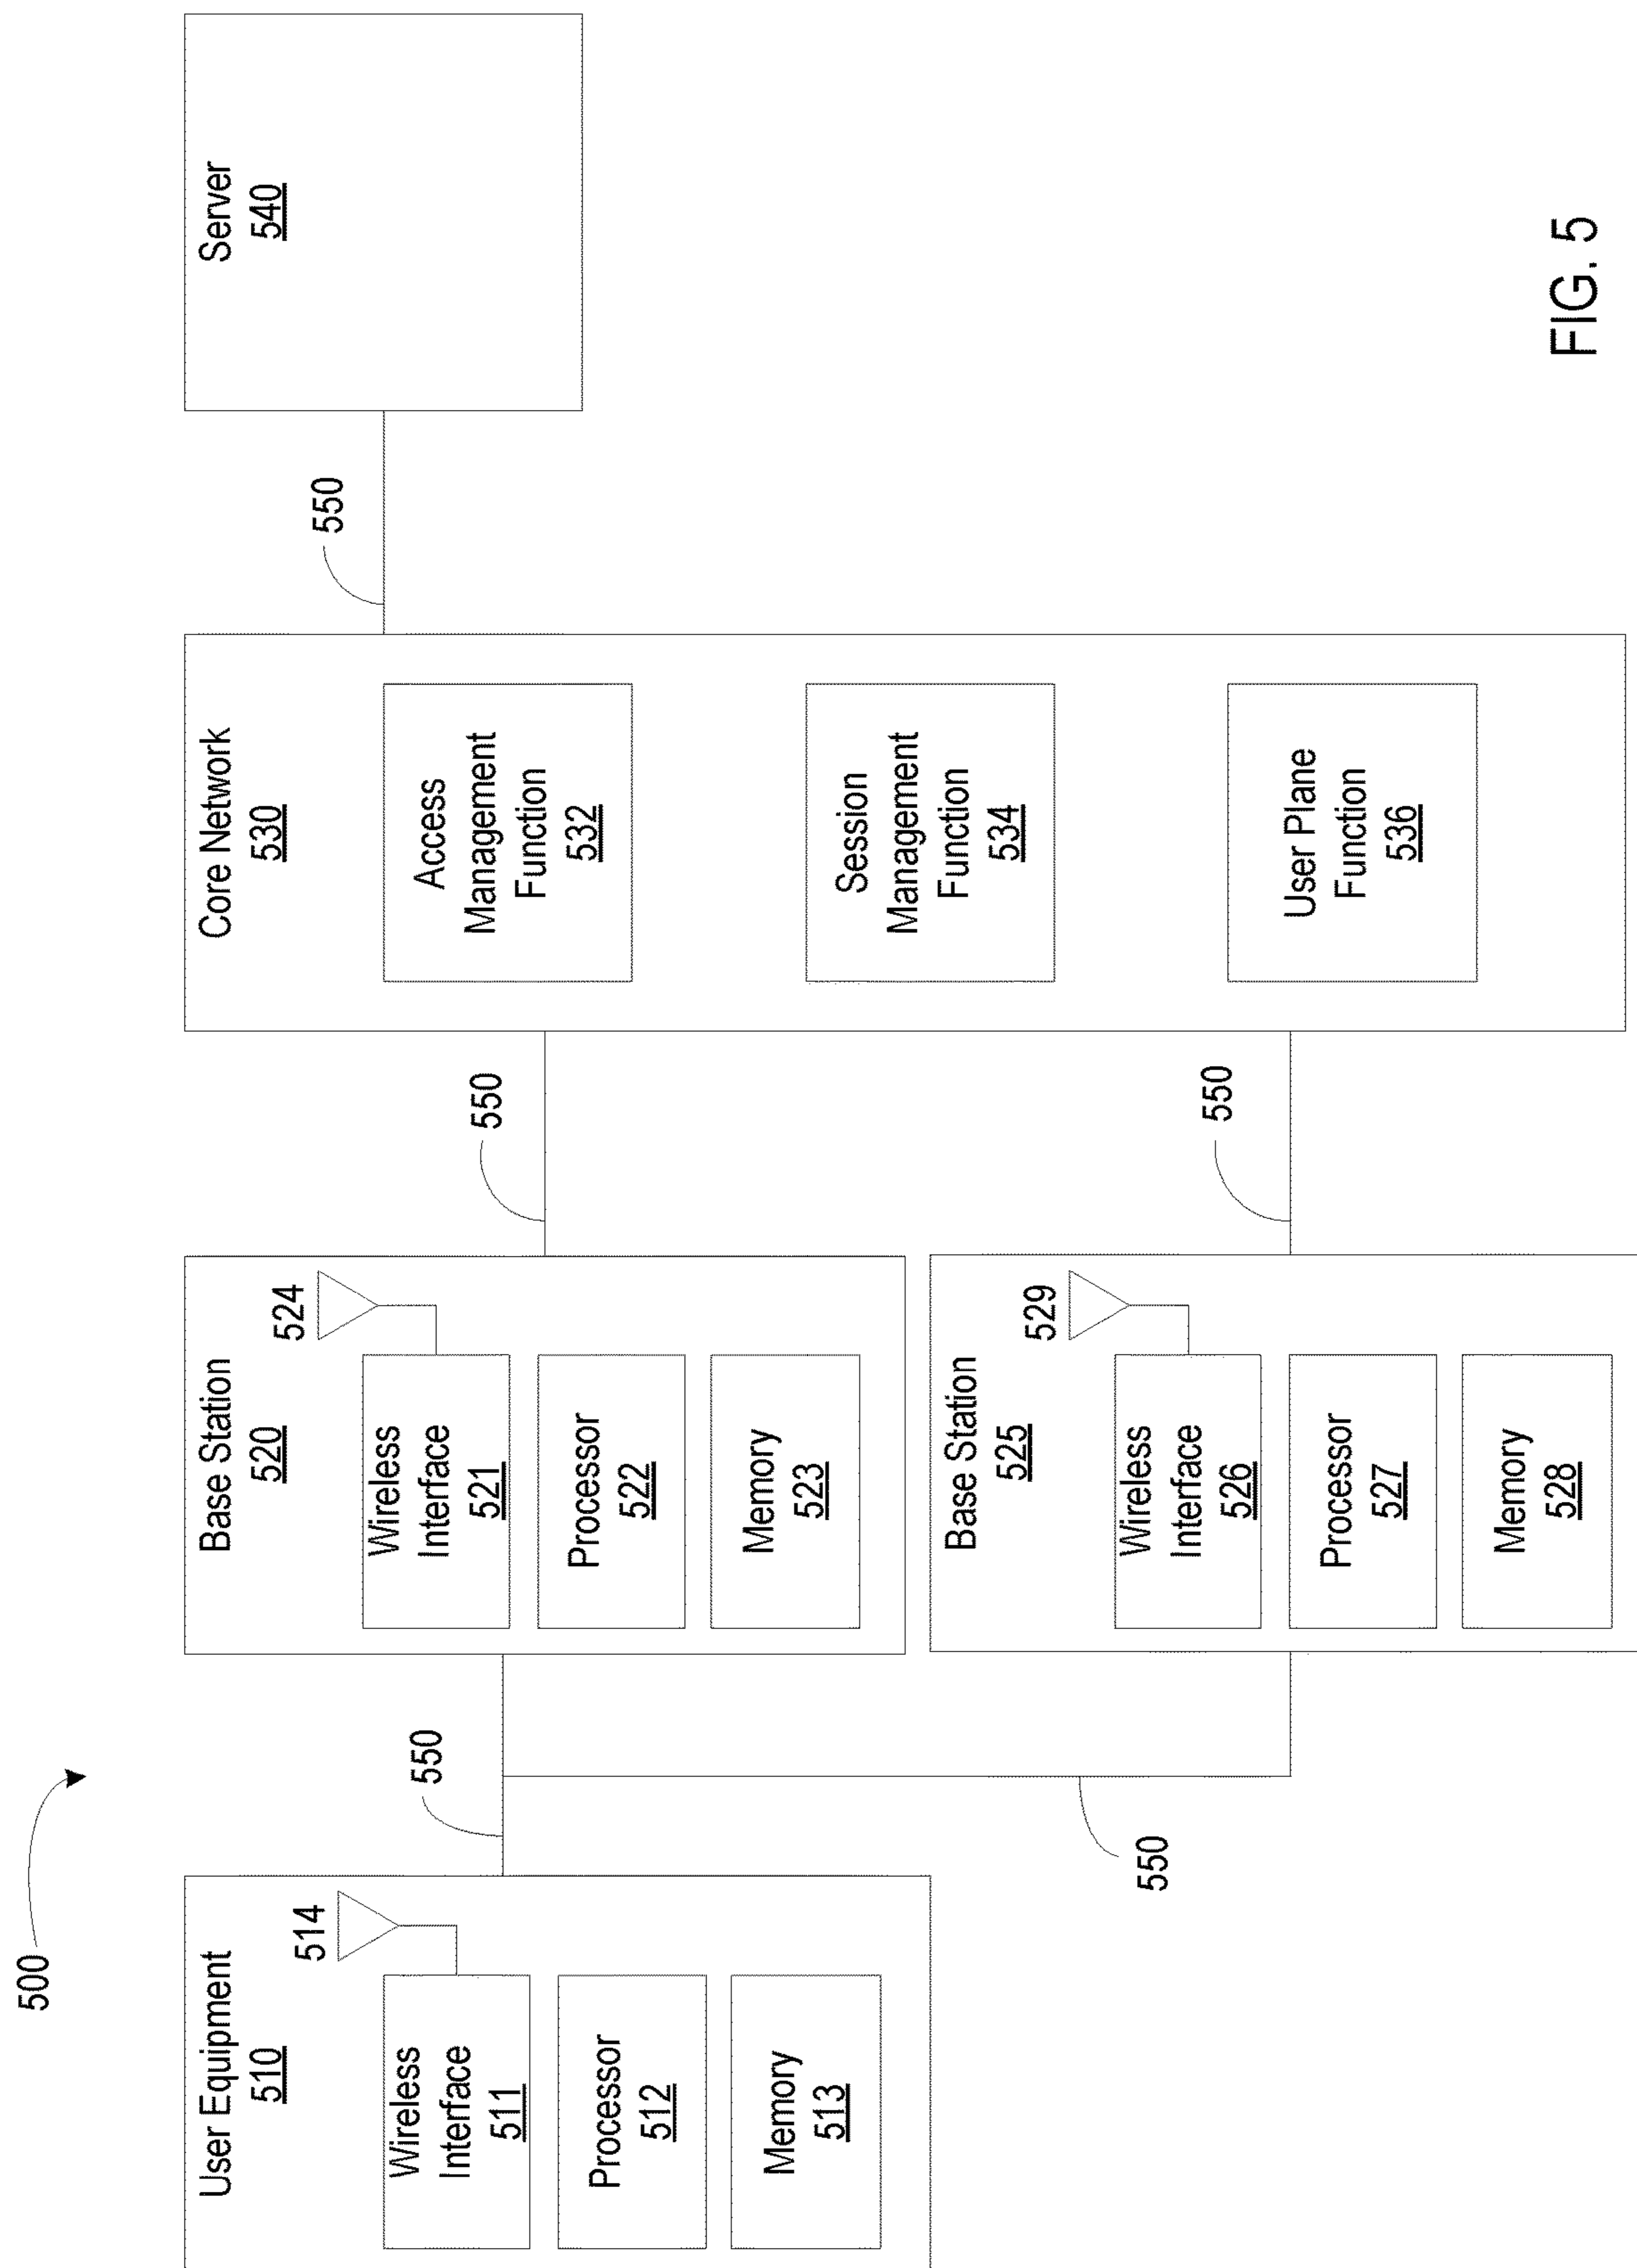 500
User Equipment
510
514
Wireless
Interface
511
Processor
512
Memory
513
550
550
Base Station
520
524
Wireless
Interface
521
Processor
522
Memory
523
Base Station
525
529
Wireless
Interface
526
Processor
527
Memory
528
550
550
Core Network
530
Access
Management
Function
532
Session
Management
Function
534
User Plane
Function
536
550
Server
540
FIG. 5